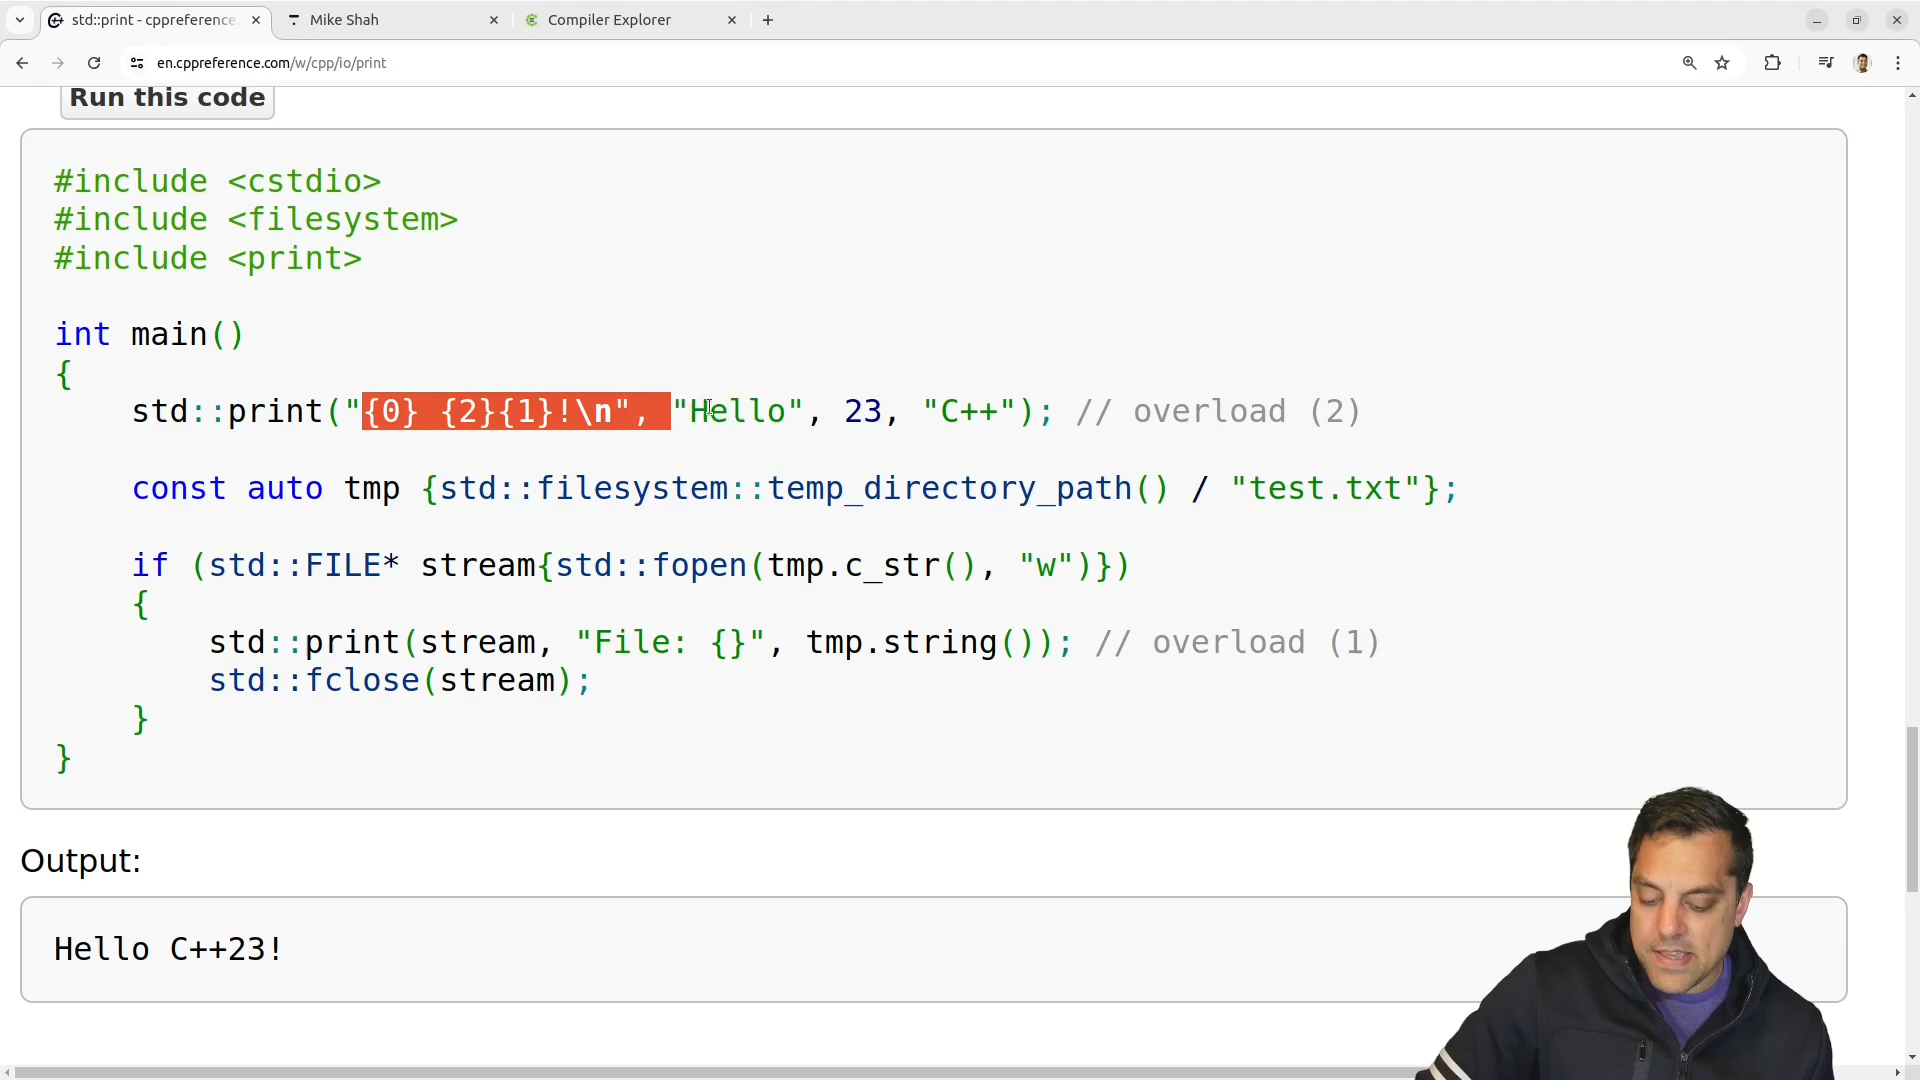 std::print - cppreference
Mike Shah
Compiler Explorer
en.cppreference.com/w/cpp/io/print
Run this code
#include <cstdio>
#include <filesystem>
#include <print>
int main()
{
std::print("{0} {2}{1}!\n", "Hello", 23, "C++"); // overload (2)
const auto tmp {std::filesystem::temp_directory_path() / "test.txt"};
if (std::FILE* stream{std::fopen(tmp.c_str(), "w")})
{
std::print(stream, "File: {}", tmp.string()); // overload (1)
std::fclose(stream);
}
}
Output:
Hello C++23!